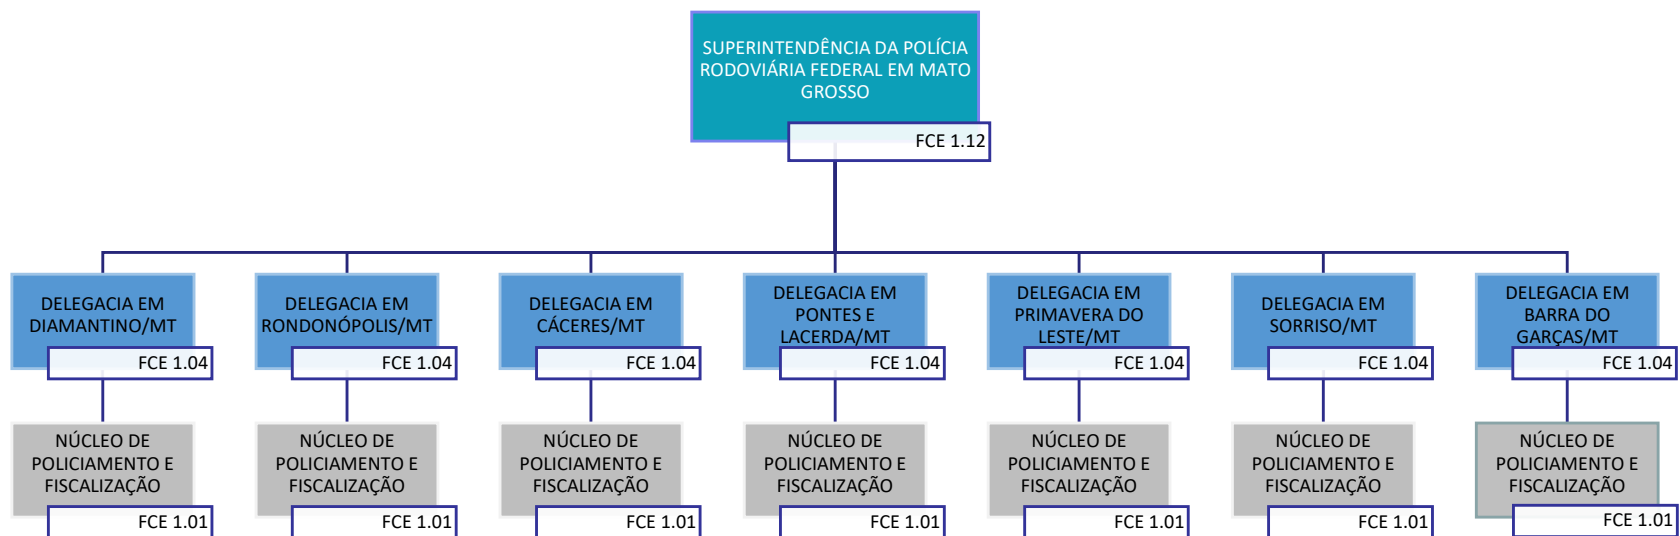 SUPERINTENDÊNCIA DA POLÍCIA
RODOVIÁRIA FEDERAL EM MATO
GROSSO
FCE 1.12
DELEGACIA EM
DIAMANTINO/MT
FCE 1.04
DELEGACIA EM
RONDONÓPOLIS/MT
FCE 1.04
DELEGACIA EM
CÁCERES/MT
FCE 1.04
DELEGACIA EM
PONTES E
LACERDA/MT
FCE 1.04
DELEGACIA EM
PRIMAVERA DO
LESTE/MT
FCE 1.04
DELEGACIA EM
SORRISO/MT
FCE 1.04
DELEGACIA EM
BARRA DO
GARÇAS/MT
FCE 1.04
NÚCLEO DE
POLICIAMENTO E
FISCALIZAÇÃO
FCE 1.01
NÚCLEO DE
POLICIAMENTO E
FISCALIZAÇÃO
FCE 1.01
NÚCLEO DE
POLICIAMENTO E
FISCALIZAÇÃO
FCE 1.01
NÚCLEO DE
POLICIAMENTO E
FISCALIZAÇÃO
FCE 1.01
NÚCLEO DE
POLICIAMENTO E
FISCALIZAÇÃO
FCE 1.01
NÚCLEO DE
POLICIAMENTO E
FISCALIZAÇÃO
FCE 1.01
NÚCLEO DE
POLICIAMENTO E
FISCALIZAÇÃO
FCE 1.01